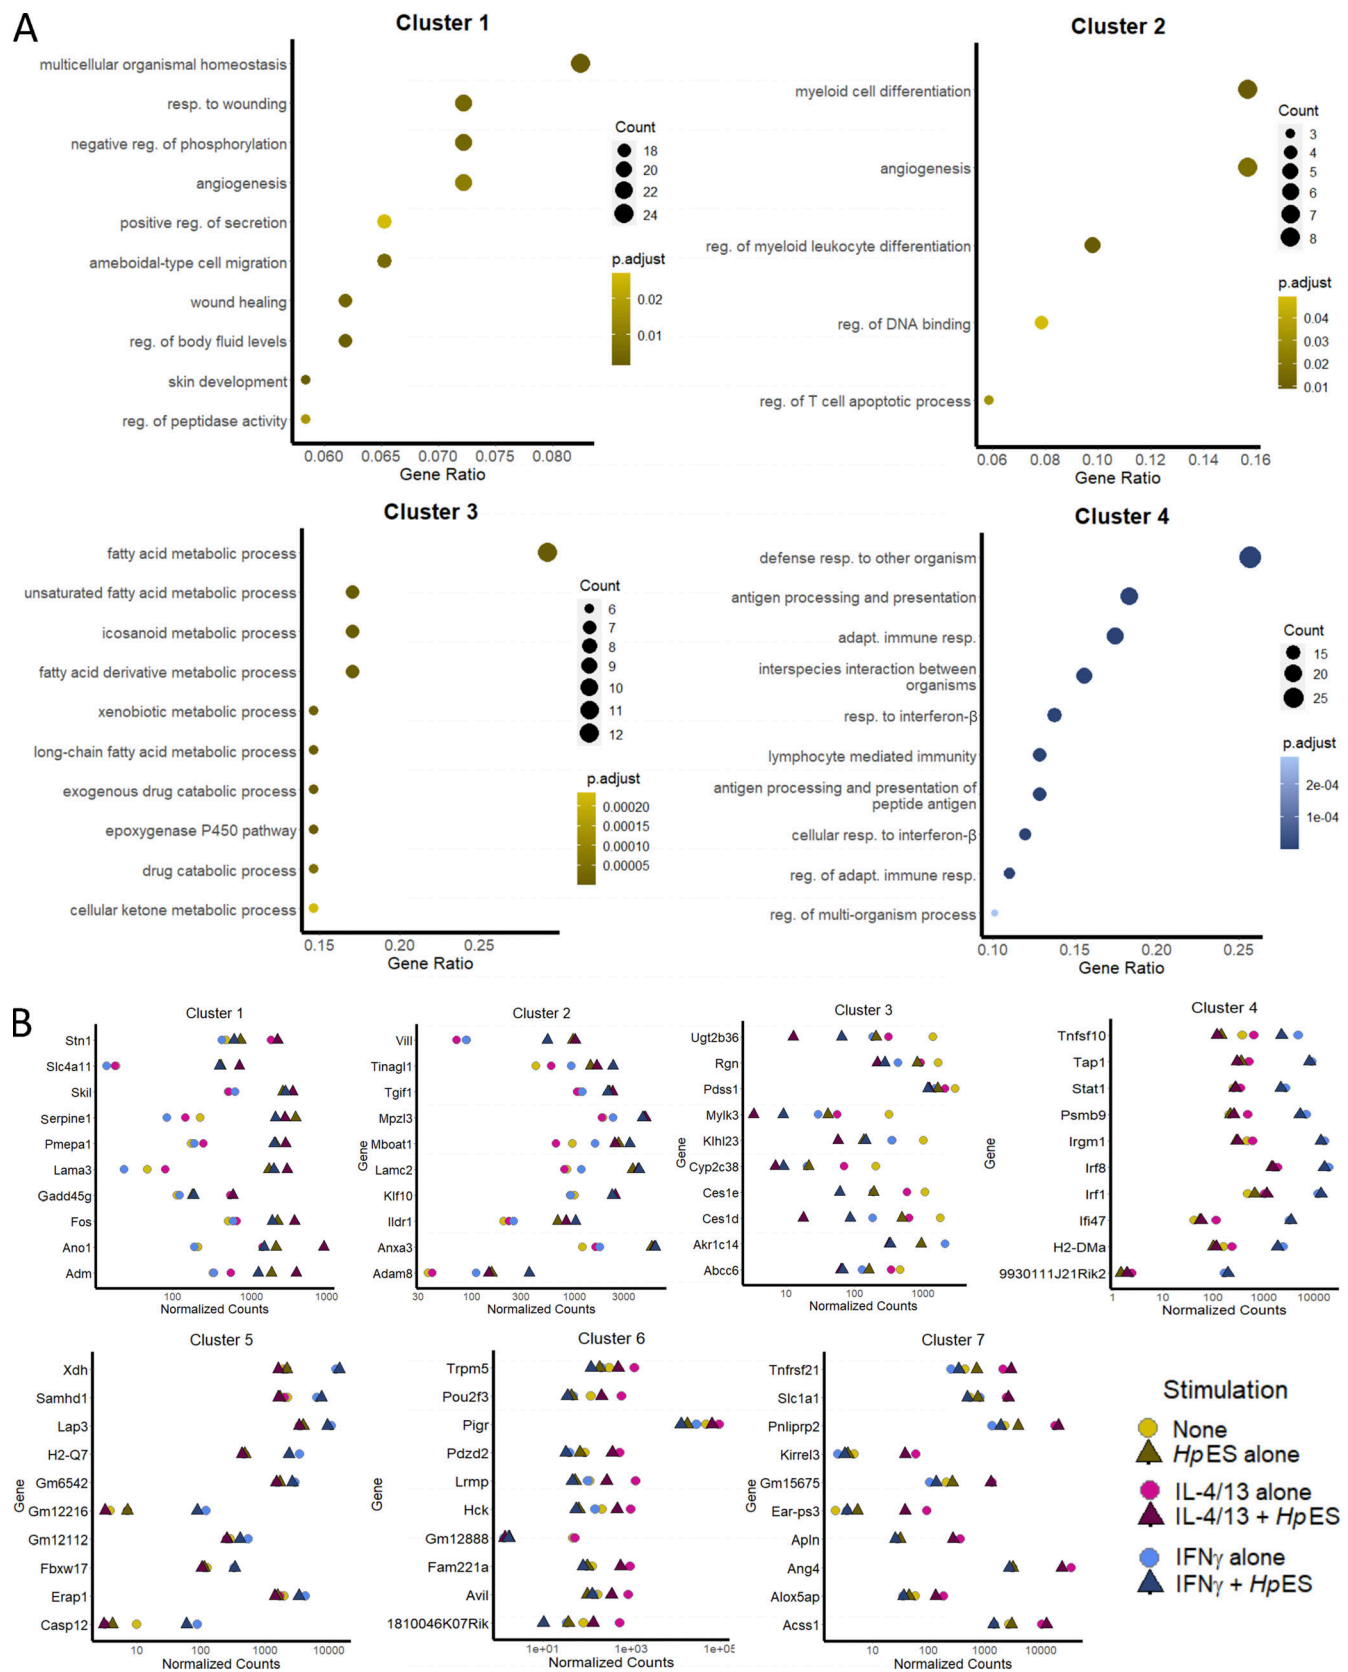 A
Cluster 1
multicellular organismal homeostasis
resp. to wounding
negative reg. of phosphorylation
angiogenesis
positive reg. of secretion
ameboidal-type cell migration
wound healing
reg. of body fluid levels
skin development
reg. of peptidase activity
0.060 0.065 0.070 0.075 0.080
Gene Ratio
Count
18
20
22
24
p.adjust
0.02
0.01
Cluster 2
myeloid cell differentiation
angiogenesis
reg. of myeloid leukocyte differentiation
reg. of DNA binding
reg. of T cell apoptotic process
0.06 0.08 0.10 0.12 0.14 0.16
Gene Ratio
Count
3
4
5
6
7
8
p.adjust
0.04
0.03
0.02
0.01
Cluster 3
fatty acid metabolic process
unsaturated fatty acid metabolic process
icosanoid metabolic process
fatty acid derivative metabolic process
xenobiotic metabolic process
long-chain fatty acid metabolic process
exogenous drug catabolic process
epoxygenase P450 pathway
drug catabolic process
cellular ketone metabolic process
0.15 0.20 0.25
Gene Ratio
Count
6
7
8
9
10
11
12
p.adjust
0.00020
0.00015
0.00010
0.00005
Cluster 4
defense resp. to other organism
antigen processing and presentation
adapt. immune resp.
interspecies interaction between
organisms
resp. to interferon-β
lymphocyte mediated immunity
antigen processing and presentation of
peptide antigen
cellular resp. to interferon-β
reg. of adapt. immune resp.
reg. of multi-organism process
0.10 0.15 0.20 0.25
Gene Ratio
Count
15
20
25
p.adjust
2e-04
1e-04
B
Cluster 1
Gene
Stn1
Slc4a11
Skil
Serpine1
Pmepa1
Lama3
Gadd45g
Fos
Ano1
Adm
100 1000 1000
Normalized Counts
Cluster 2
Gene
Vill
Tinagl1
Tgif1
Mpzl3
Mboat1
Lamc2
Klf10
Ildr1
Anxa3
Adam8
30 100 300 1000 3000
Normalized Counts
Cluster 3
Gene
Ugt2b36
Rgn
Pdss1
Mylk3
Klhl23
Cyp2c38
Ces1e
Ces1d
Akr1c14
Abcc6
10 100 1000
Normalized Counts
Cluster 4
Gene
Tnfsf10
Tap1
Stat1
Psmb9
Irgm1
Irf8
Irf1
Ifi47
H2-DMa
9930111J21Rik2
1 10 100 1000 10000
Normalized Counts
Cluster 5
Gene
Xdh
Samhd1
Lap3
H2-Q7
Gm6542
Gm12216
Gm12112
Fbxw17
Erap1
Casp12
10 100 1000 10000
Normalized Counts
Cluster 6
Gene
Trpm5
Pou2f3
Pigr
Pdzd2
Lrmp
Hck
Gm12888
Fam221a
Avil
1810046K07Rik
1e+01 1e+03 1e+05
Normalized Counts
Cluster 7
Tnfrsf21
Slc1a1
Pnliprp2
Kirrel3
Gm15675
Ear-ps3
Apln
Ang4
Alox5ap
Acss1
10 100 1000 10000
Normalized Counts
Stimulation
None
HpES alone
IL-4/13 alone
IL-4/13 + HpES
IFNγ alone
IFNγ + HpES